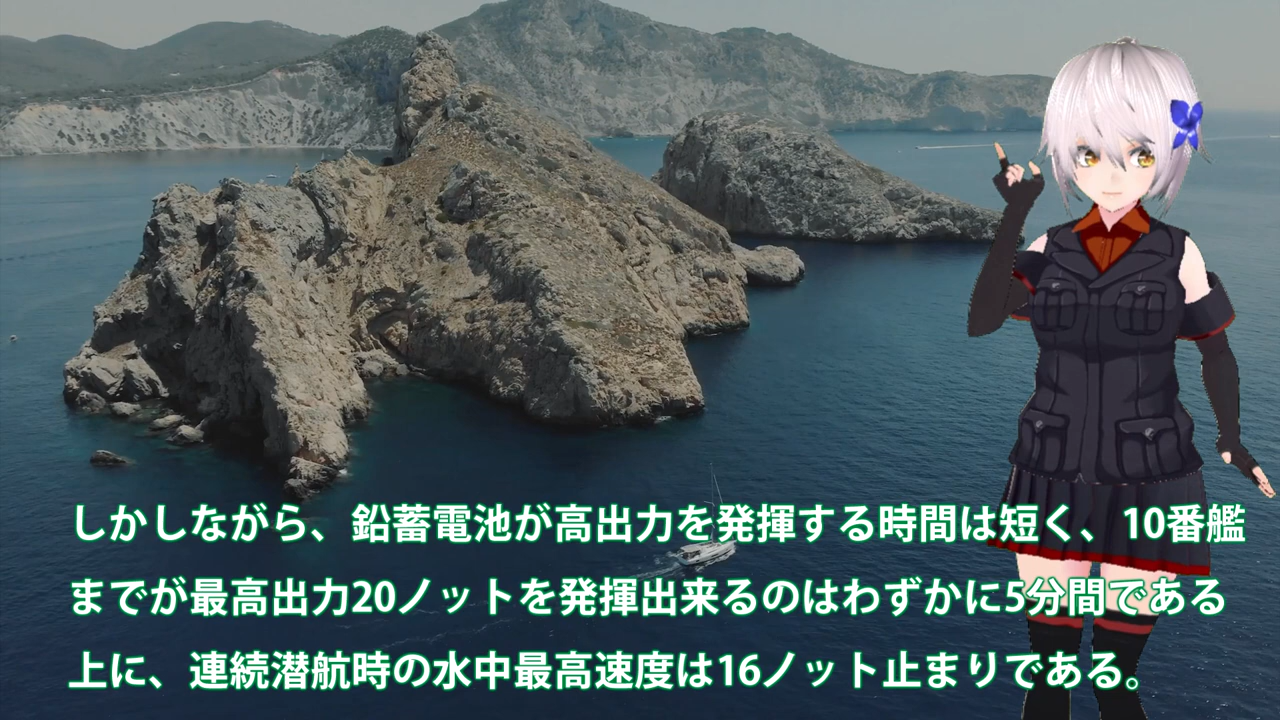 しかしながら、鉛蓄電池が高出力を発揮する時間は短く、10番艦
までが最高出力20ノットを発揮出来るのはわずかに5分間である
上に、連続潜航時の水中最高速度は16ノット止まりである。